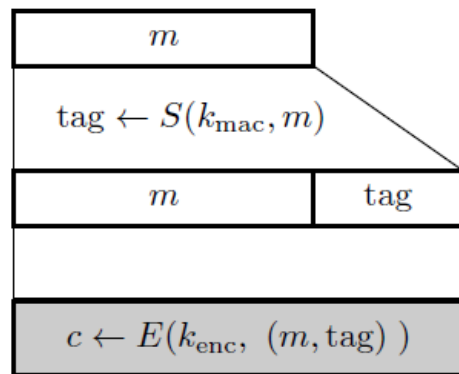 m
tag ← S(k_mac, m)
m tag
c ← E(k_enc, (m, tag) )